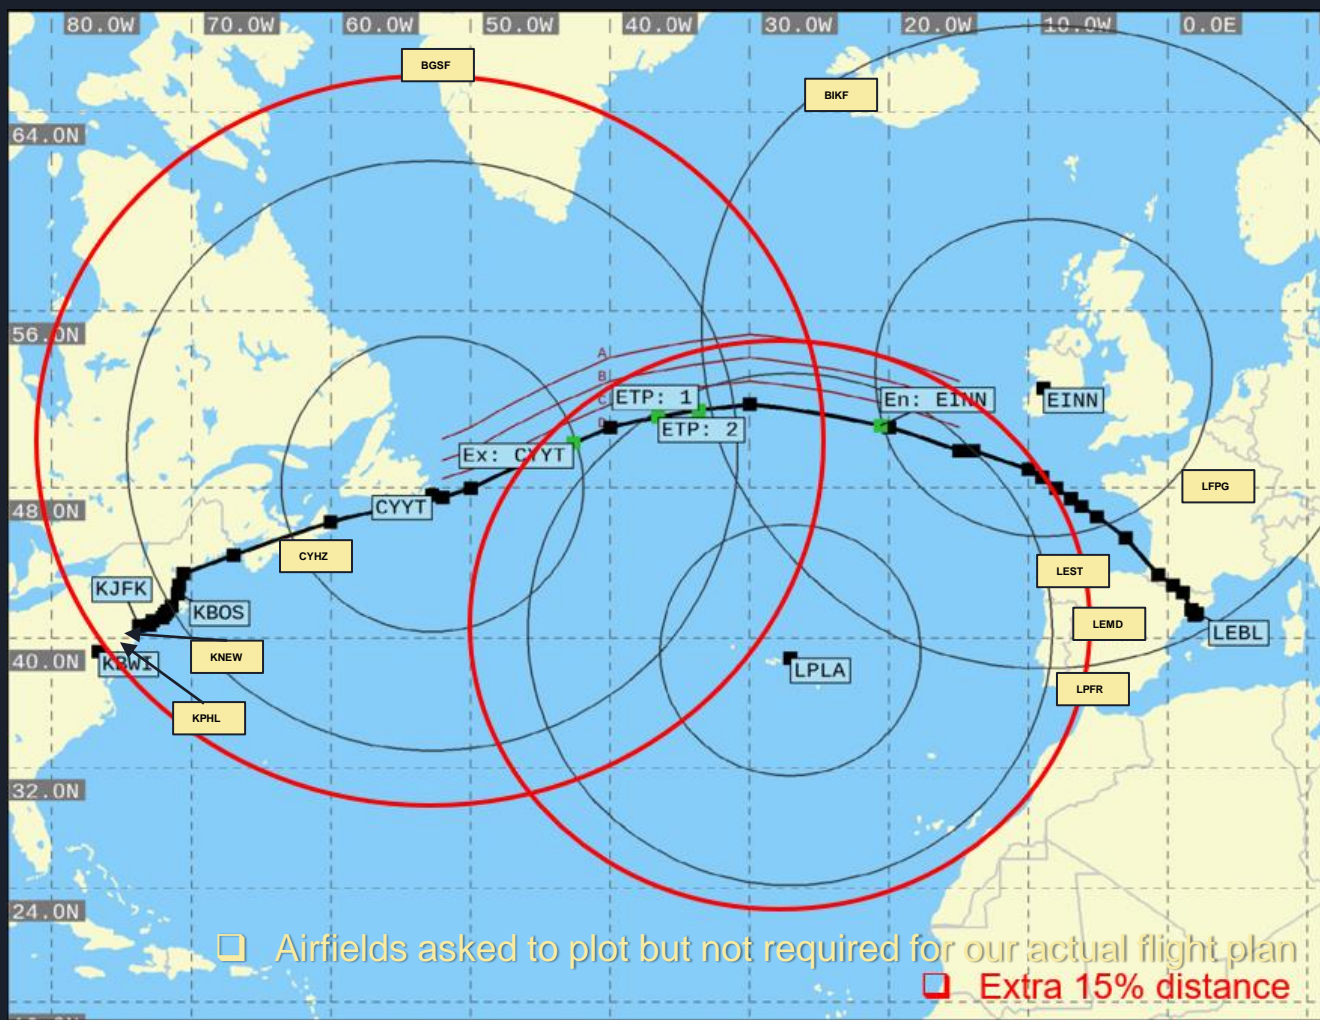 80.0W 70.0W 60.0W 50.0W 40.0W 30.0W 20.0W 10.0W 0.0E
BGSF
BIKF
64.0N
56.0N
A
B
C
D
ETP: 1
ETP: 2
En: EINN
EINN
Ex: CYYT
CYYT
LFPG
48.0N
CYHZ
LEST
KJFK
KBOS
LEMD
LEBL
KNEW
40.0N
KBWI
LPLA
LPFR
KPHL
32.0N
24.0N
❑ Airfields asked to plot but not required for our actual flight plan
❑ Extra 15% distance